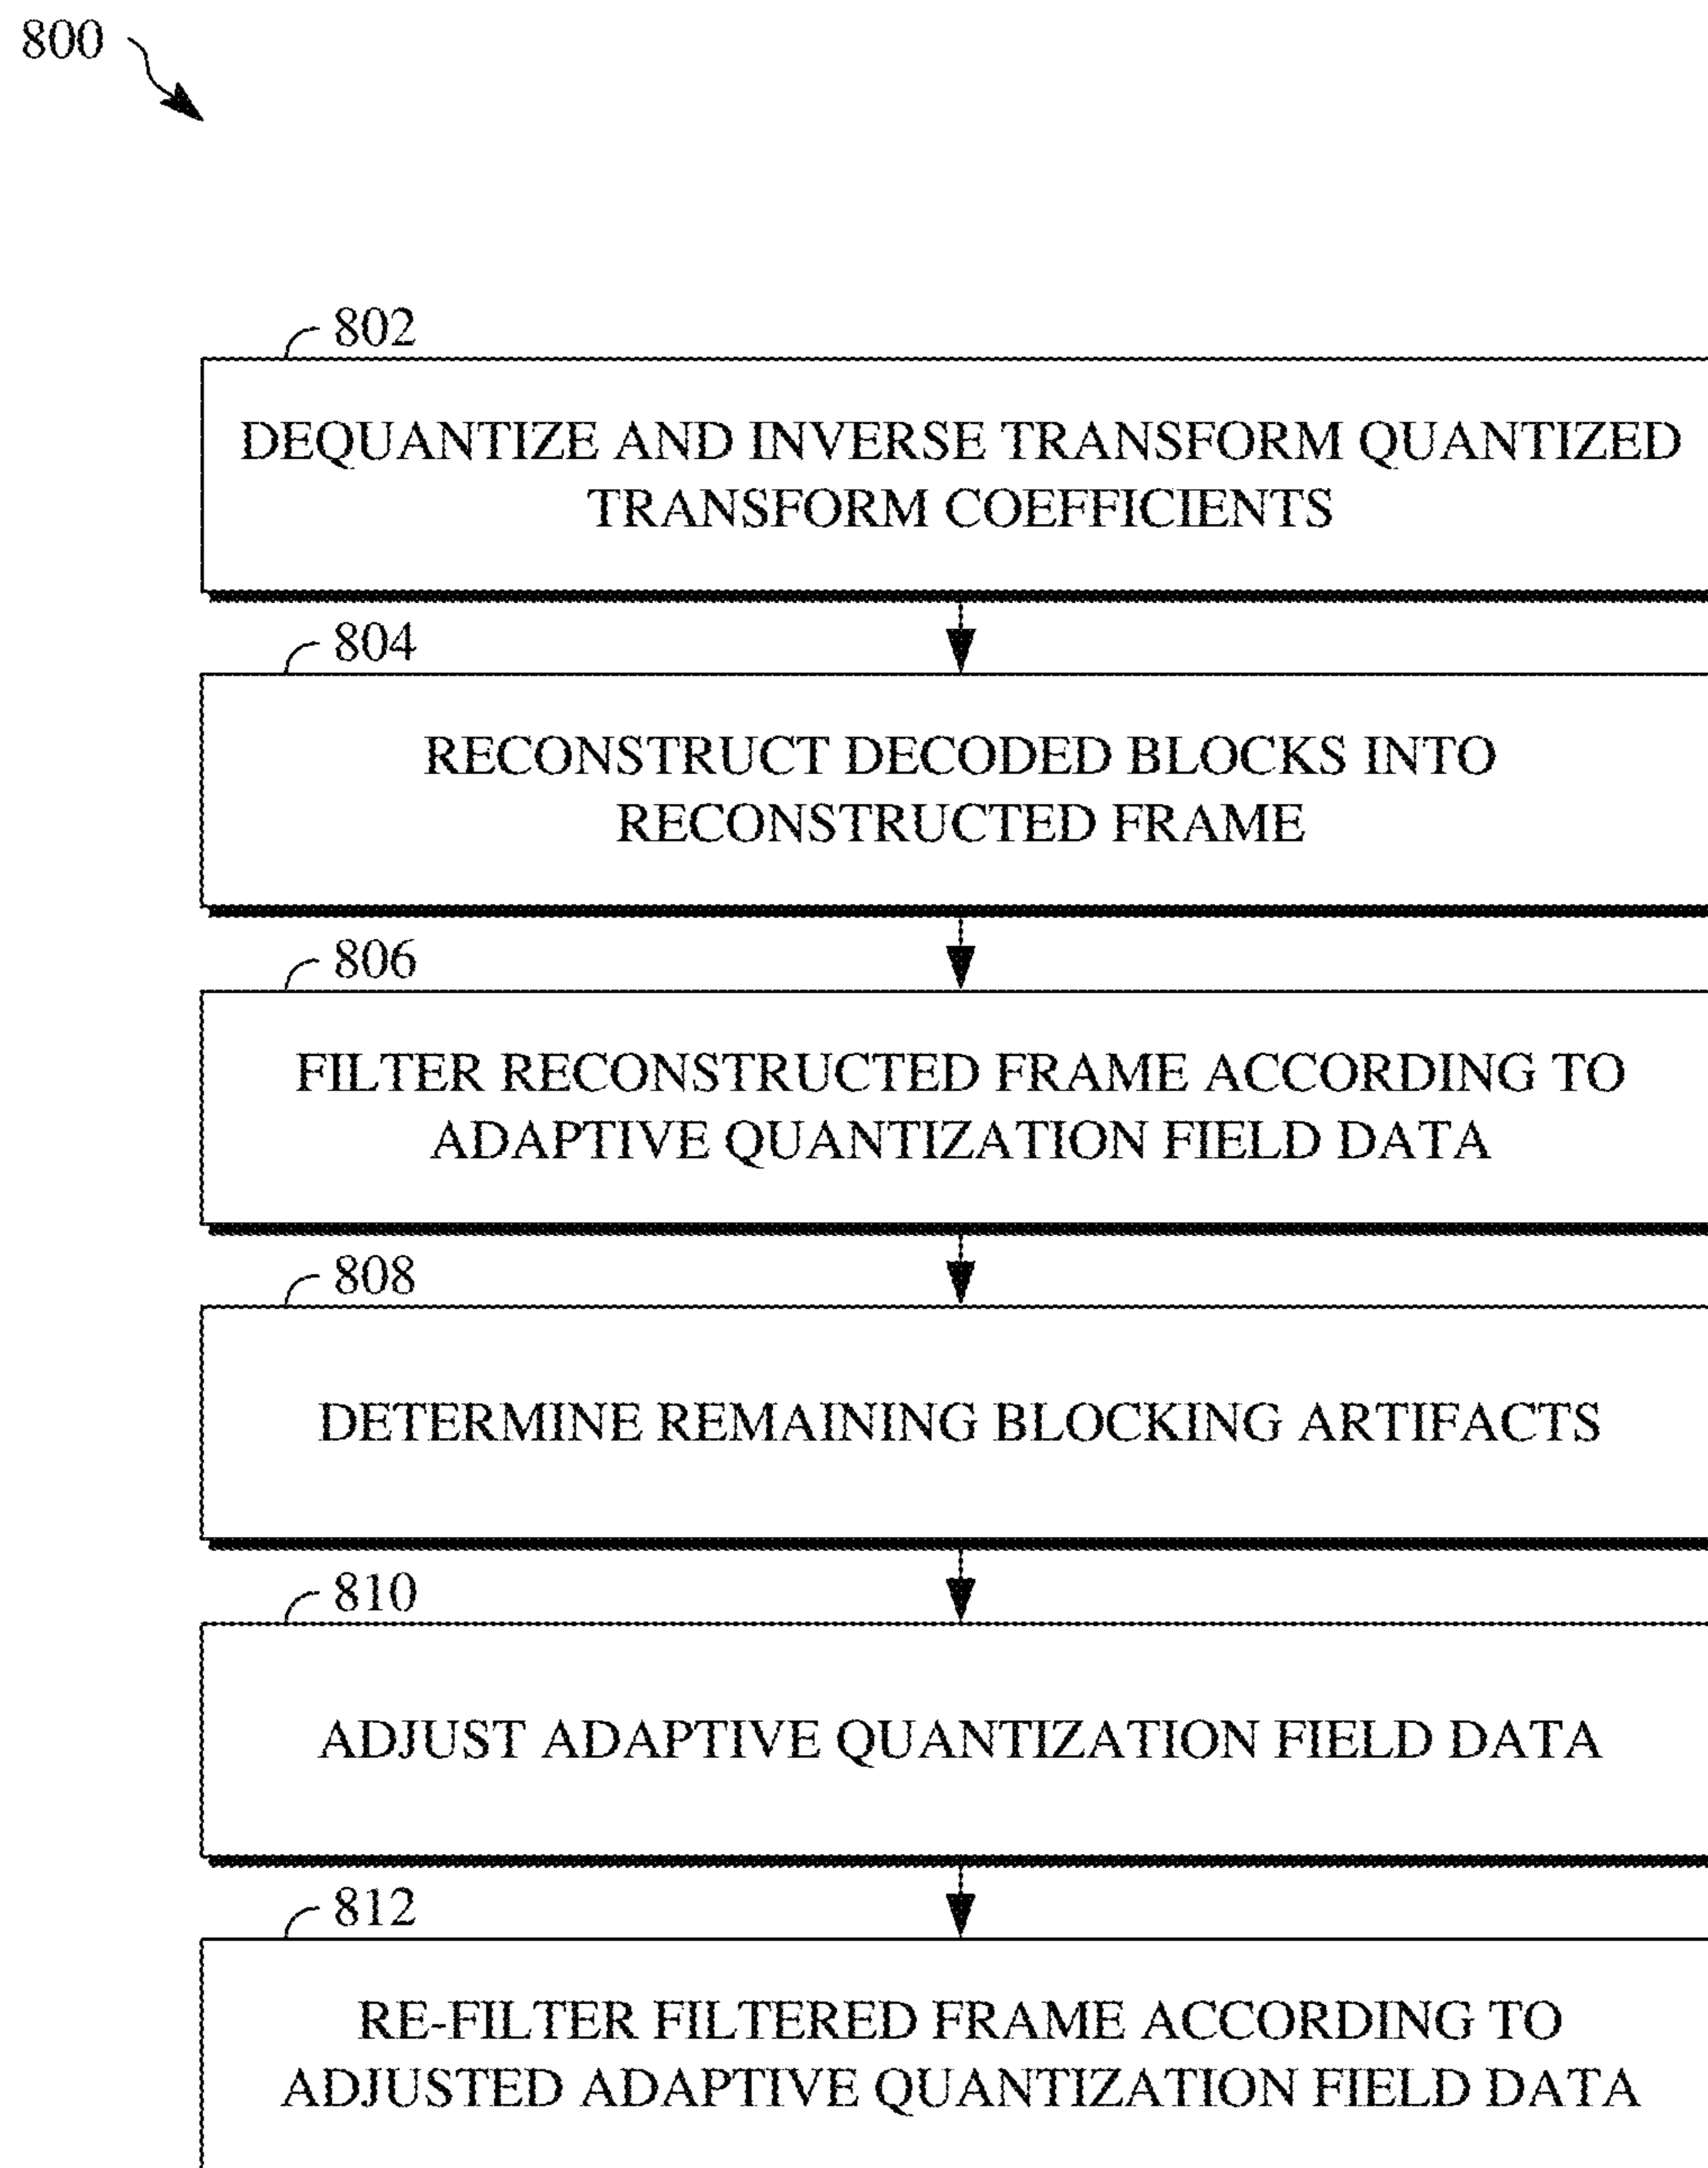 800
802
DEQUANTIZE AND INVERSE TRANSFORM QUANTIZED
TRANSFORM COEFFICIENTS
804
RECONSTRUCT DECODED BLOCKS INTO
RECONSTRUCTED FRAME
806
FILTER RECONSTRUCTED FRAME ACCORDING TO
ADAPTIVE QUANTIZATION FIELD DATA
808
DETERMINE REMAINING BLOCKING ARTIFACTS
810
ADJUST ADAPTIVE QUANTIZATION FIELD DATA
812
RE-FILTER FILTERED FRAME ACCORDING TO
ADJUSTED ADAPTIVE QUANTIZATION FIELD DATA